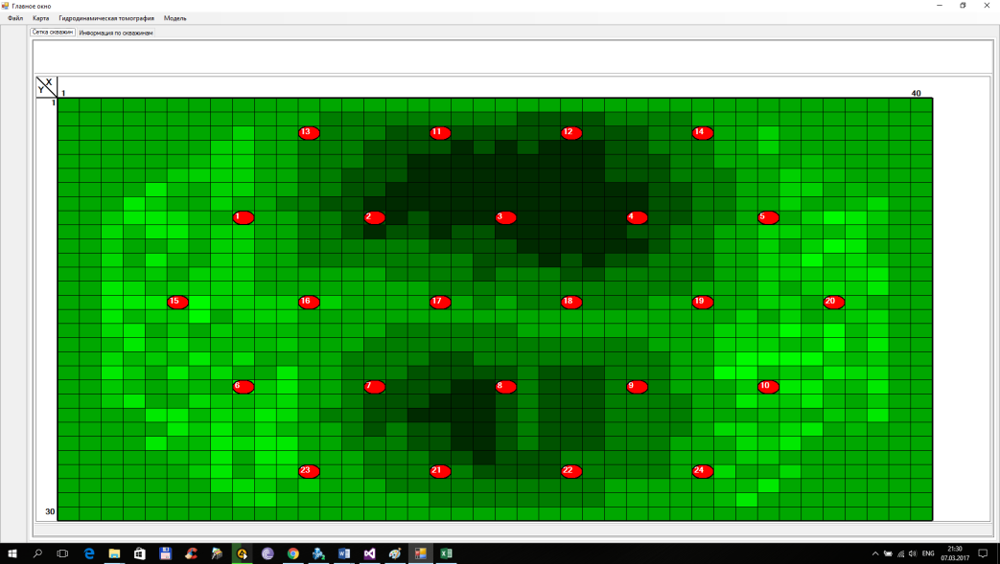 Главное окно
Файл Карта Гидродинамическая томография Модель
Сетка скважин Информация по скважинам
X
Y
1 40
1
13 11 12 14
1 2 3 4 5
15 16 17 18 19 20
6 7 8 9 10
23 21 22 24
30
ENG
21:30
07.03.2017